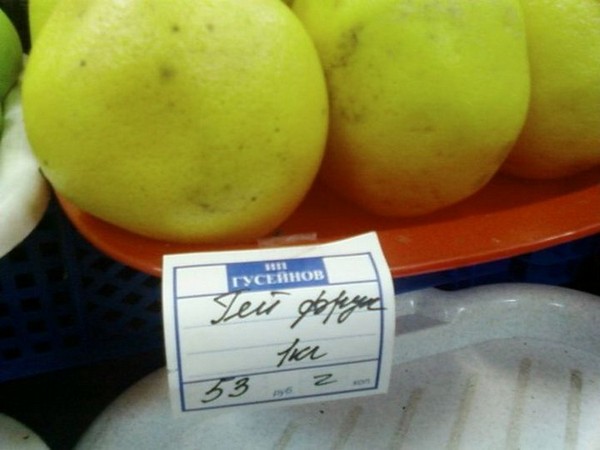 ИП
ГУСЕЙНОВ
Гей фрук
1кг
53 руб 2 коп